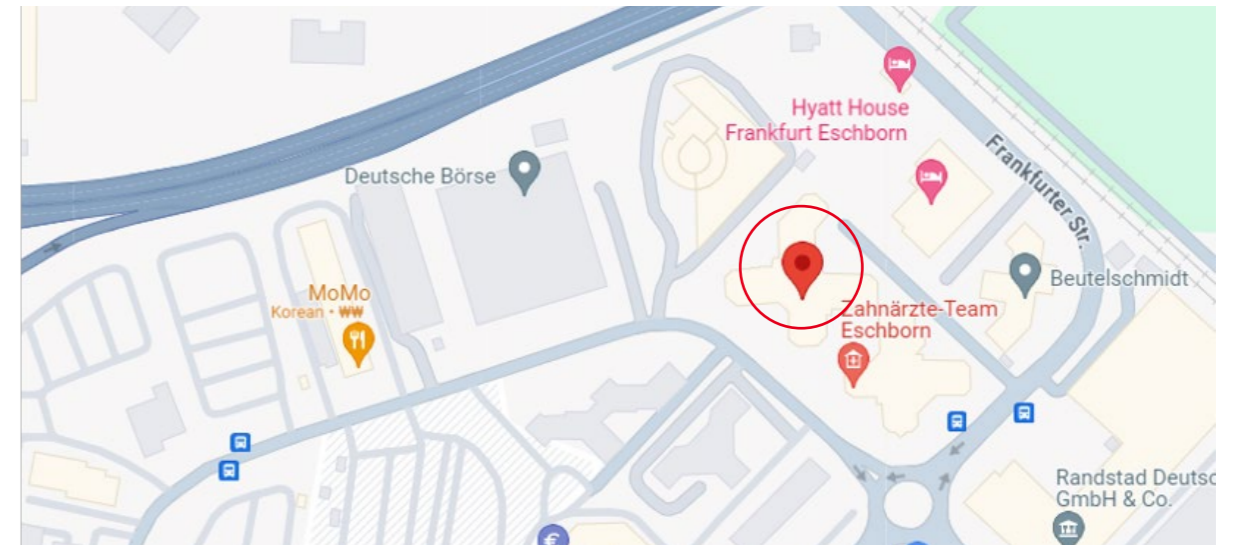 Hyatt House
Frankfurt Eschborn
Frankfurter Str.
Deutsche Börse
MoMo
Korean • ₩₩
Beutelschmidt
Zahnärzte-Team
Eschborn
Randstad Deutsc
GmbH & Co.
€